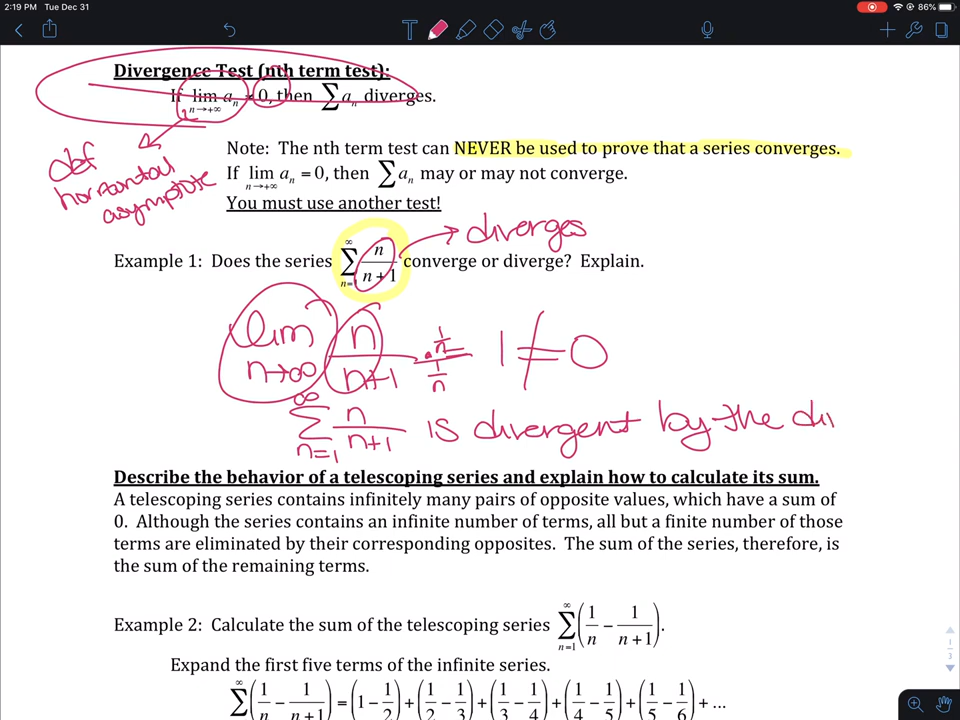 2:19 PM Tue Dec 31
86%
Divergence Test (nth term test):
If lim n→+∞ aₙ ≠ 0, then ∑ aₙ diverges.
def
horizontal
asymptote
Note: The nth term test can NEVER be used to prove that a series converges.
If lim n→+∞ aₙ = 0, then ∑ aₙ may or may not converge.
You must use another test!
diverges
Example 1: Does the series ∞ ∑ n=1 n/(n+1) converge or diverge? Explain.
lim n→∞ n/(n+1) · (1/n)/(1/n) = 1 ≠ 0
∞ ∑ n=1 n/(n+1) is divergent by the di
Describe the behavior of a telescoping series and explain how to calculate its sum.
A telescoping series contains infinitely many pairs of opposite values, which have a sum of
0. Although the series contains an infinite number of terms, all but a finite number of those
terms are eliminated by their corresponding opposites. The sum of the series, therefore, is
the sum of the remaining terms.
Example 2: Calculate the sum of the telescoping series ∞ ∑ n=1 (1/n − 1/(n+1)).
Expand the first five terms of the infinite series.
∞ ∑ (1/n − 1/(n+1)) = (1 − 1/2) + (1/2 − 1/3) + (1/3 − 1/4) + (1/4 − 1/5) + (1/5 − 1/6) + ...